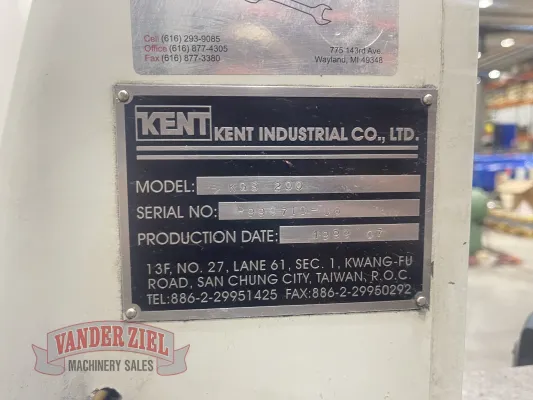 Cell (616) 293-9085
Office (616) 877-4305
Fax (616) 877-3380
775 143rd Ave
Wayland, MI 49348
KENT KENT INDUSTRIAL CO., LTD.
MODEL: 200
SERIAL NO:
PRODUCTION DATE: 07
13F, NO. 27, LANE 61, SEC. 1, KWANG-FU
ROAD, SAN CHUNG CITY, TAIWAN, R.O.C.
TEL:886-2-29951425 FAX:886-2-29950292
VANDER ZIEL
MACHINERY SALES